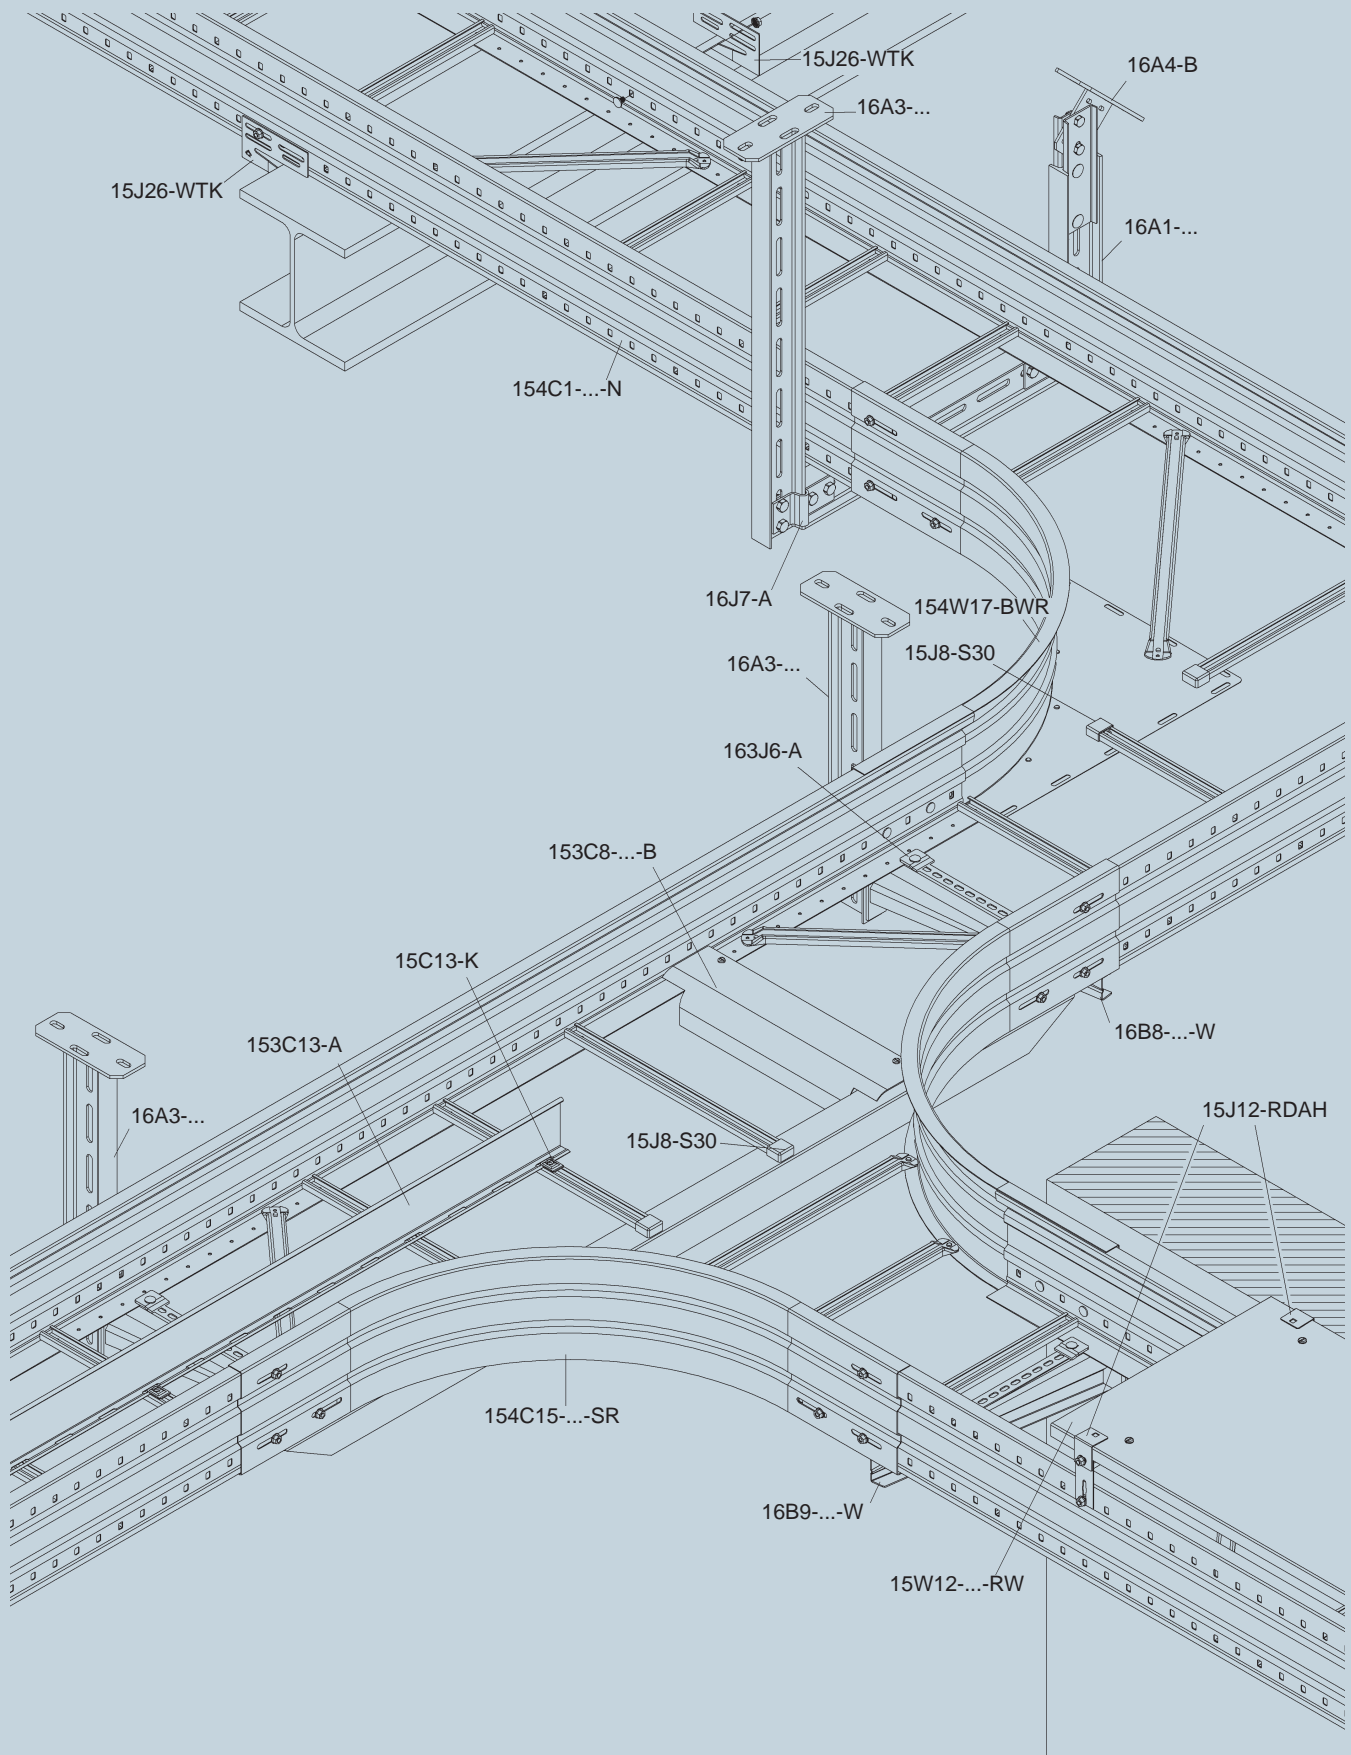 15J26-WTK
16A4-B
16A3-...
15J26-WTK
16A1-...
154C1-...-N
16J7-A
154W17-BWR
15J8-S30
16A3-...
163J6-A
153C8-...-B
15C13-K
16B8-...-W
153C13-A
15J12-RDAH
16A3-...
15J8-S30
154C15-...-SR
16B9-...-W
15W12-...-RW